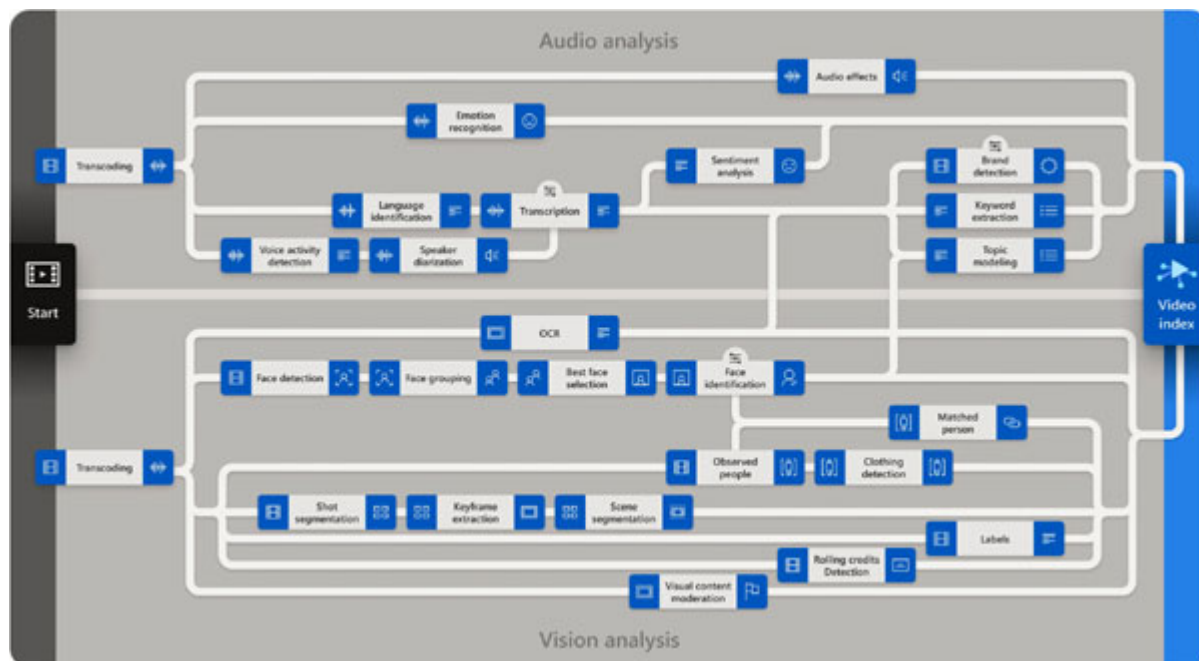 Audio analysis
Audio effects
Emotion
recognition
Transcoding
Sentiment
analysis
Brand
detection
Language
identification
Transcription
Keyword
extraction
Voice activity
detection
Speaker
diarization
Topic
modeling
Start
Video
index
OCR
Face detection
Face grouping
Best face
selection
Face
identification
Matched
person
Transcoding
Observed
people
Clothing
detection
Shot
segmentation
Keyframe
extraction
Scene
segmentation
Labels
Rolling credits
Detection
Visual content
moderation
Vision analysis